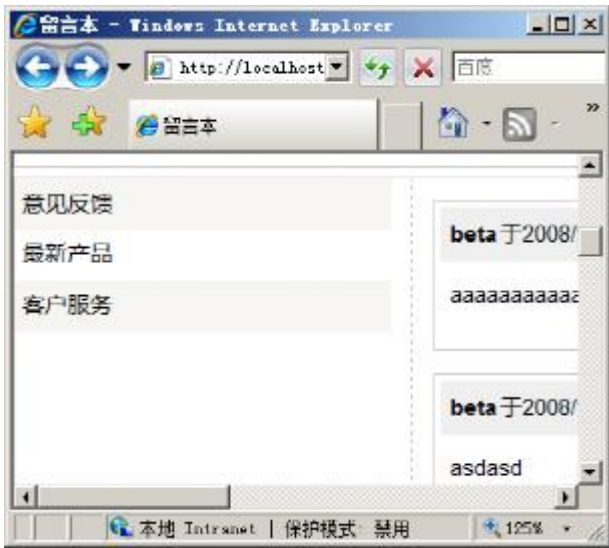 留言本 - Windows Internet Explorer
http://localhost
百度
留言本
»
意见反馈
最新产品
客户服务
beta 于2008/
aaaaaaaaaaa
beta 于2008/
asdasd
本地 Intranet | 保护模式: 禁用
125%